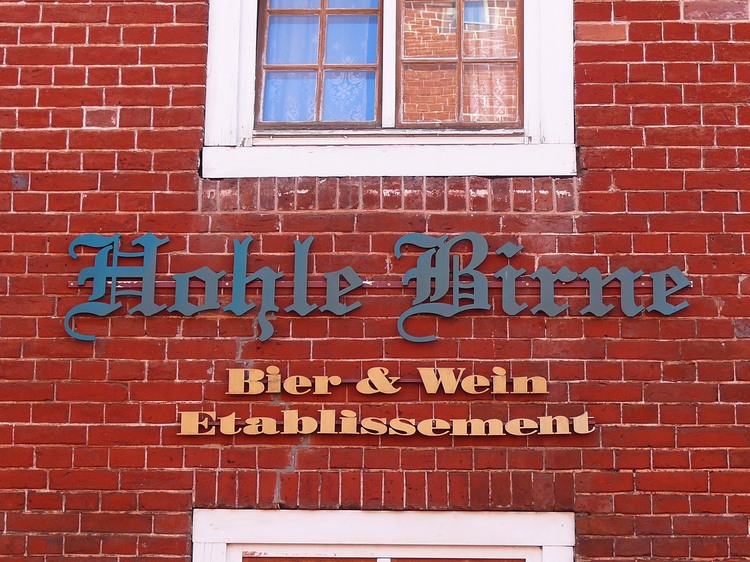 Hohle Birne
Bier & Wein
Etablissement